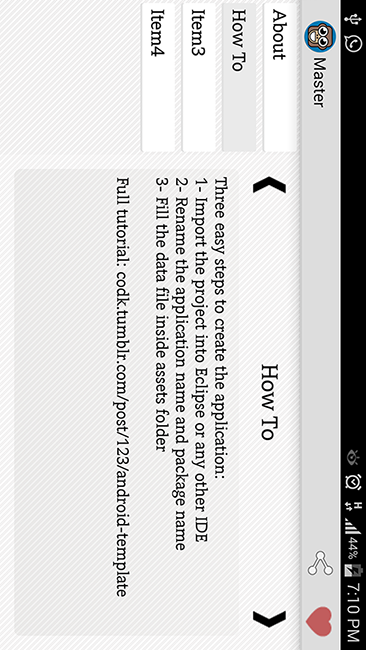 H
44%
7:10 PM
Master
About
How To
Item3
Item4
How To
Three easy steps to create the application:
1- Import the project into Eclipse or any other IDE
2- Rename the application name and package name
3- Fill the data file inside assets folder
Full tutorial: codk.tumblr.com/post/123/android-template